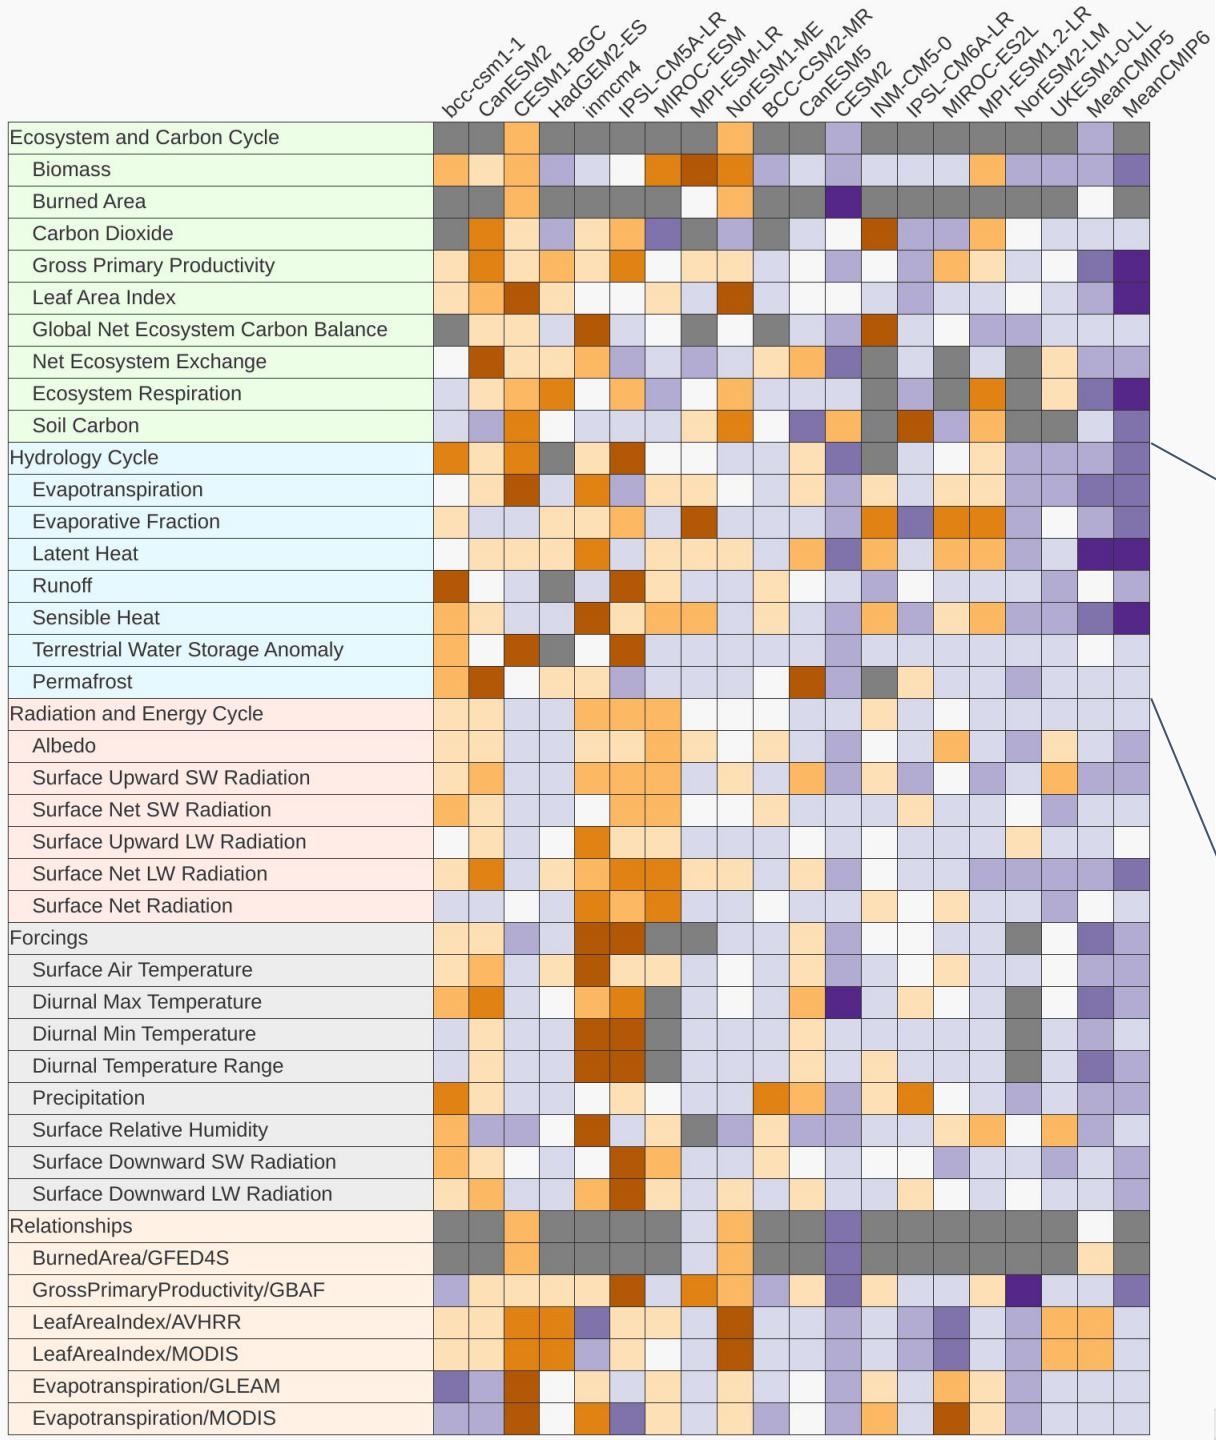 bcc-csm1-1
CanESM2
CESM1-BGC
HadGEM2-ES
inmcm4
IPSL-CM5A-LR
MIROC-ESM
MPI-ESM-LR
NorESM1-ME
BCC-CSM2-MR
CanESM5
CESM2
INM-CM5-0
IPSL-CM6A-LR
MIROC-ES2L
MPI-ESM1.2-LR
NorESM2-LM
UKESM1-0-LL
MeanCMIP5
MeanCMIP6
Ecosystem and Carbon Cycle
Biomass
Burned Area
Carbon Dioxide
Gross Primary Productivity
Leaf Area Index
Global Net Ecosystem Carbon Balance
Net Ecosystem Exchange
Ecosystem Respiration
Soil Carbon
Hydrology Cycle
Evapotranspiration
Evaporative Fraction
Latent Heat
Runoff
Sensible Heat
Terrestrial Water Storage Anomaly
Permafrost
Radiation and Energy Cycle
Albedo
Surface Upward SW Radiation
Surface Net SW Radiation
Surface Upward LW Radiation
Surface Net LW Radiation
Surface Net Radiation
Forcings
Surface Air Temperature
Diurnal Max Temperature
Diurnal Min Temperature
Diurnal Temperature Range
Precipitation
Surface Relative Humidity
Surface Downward SW Radiation
Surface Downward LW Radiation
Relationships
BurnedArea/GFED4S
GrossPrimaryProductivity/GBAF
LeafAreaIndex/AVHRR
LeafAreaIndex/MODIS
Evapotranspiration/GLEAM
Evapotranspiration/MODIS